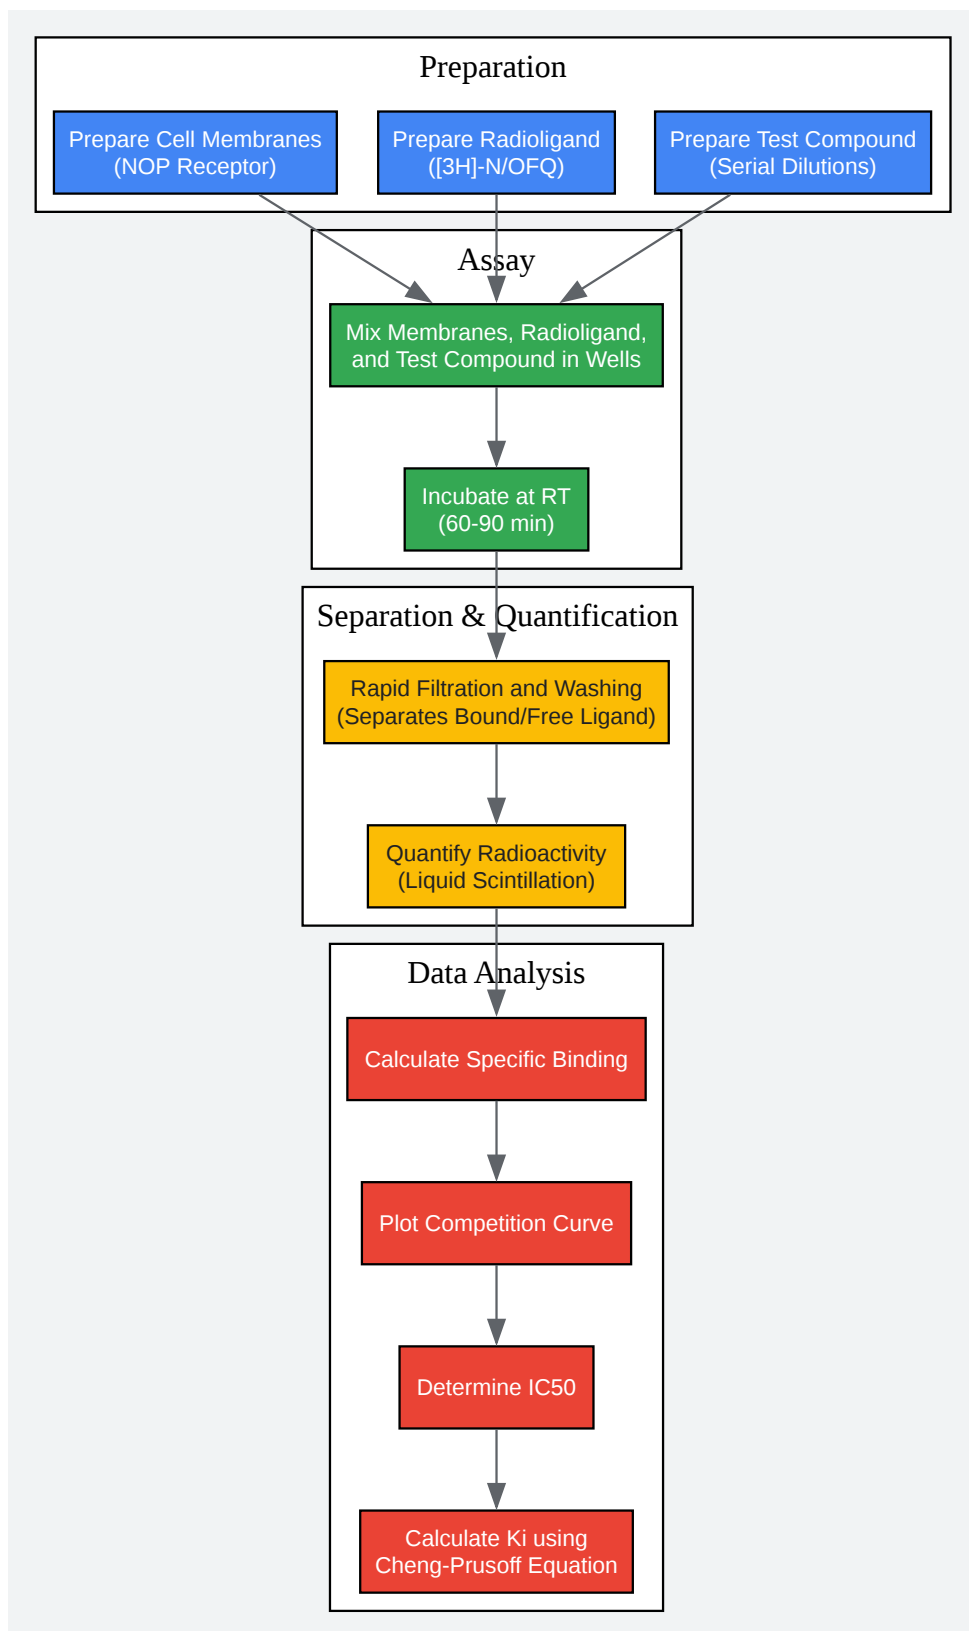 Preparation
Prepare Cell Membranes
(NOP Receptor)
Prepare Radioligand
([3H]-N/OFQ)
Prepare Test Compound
(Serial Dilutions)
Assay
Mix Membranes, Radioligand,
and Test Compound in Wells
Incubate at RT
(60-90 min)
Separation & Quantification
Rapid Filtration and Washing
(Separates Bound/Free Ligand)
Quantify Radioactivity
(Liquid Scintillation)
Data Analysis
Calculate Specific Binding
Plot Competition Curve
Determine IC50
Calculate Ki using
Cheng-Prusoff Equation